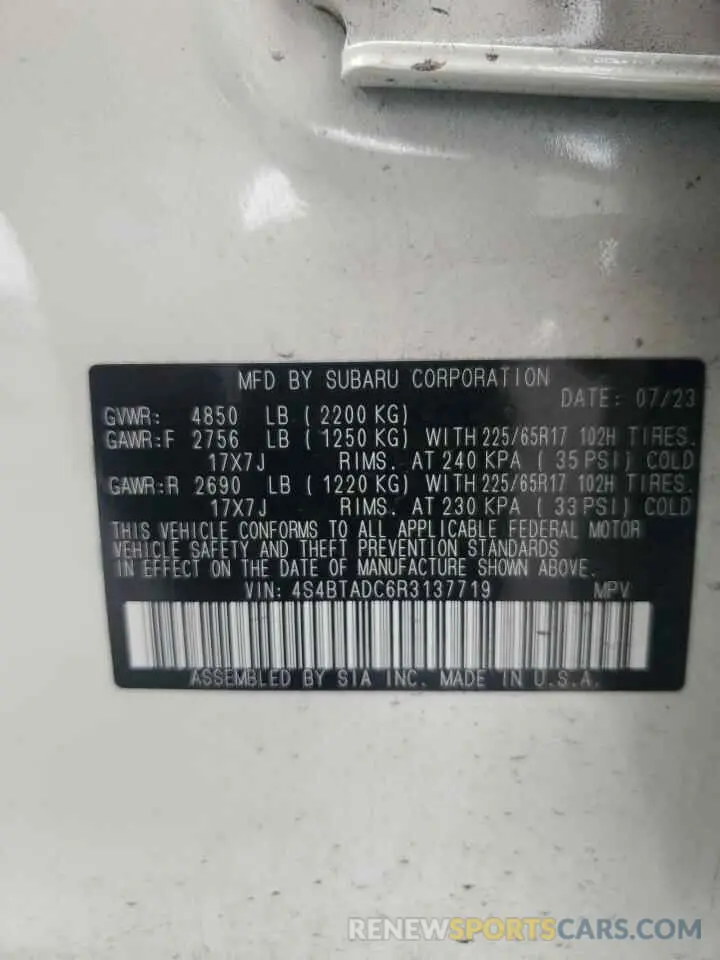 MFD BY SUBARU CORPORATION
DATE: 07/23
GVWR: 4850 LB (2200 KG)
GAWR:F 2756 LB (1250 KG) WITH 225/65R17 102H TIRES.
17X7J RIMS. AT 240 KPA (35 PSI) COLD
GAWR:R 2690 LB (1220 KG) WITH 225/65R17 102H TIRES.
17X7J RIMS. AT 230 KPA (33 PSI) COLD
THIS VEHICLE CONFORMS TO ALL APPLICABLE FEDERAL MOTOR
VEHICLE SAFETY AND THEFT PREVENTION STANDARDS
IN EFFECT ON THE DATE OF MANUFACTURE SHOWN ABOVE.
VIN: 4S4BTADC6R3137719 MPV
ASSEMBLED BY SIA INC. MADE IN U.S.A.
RENEWSPORTSCARS.COM